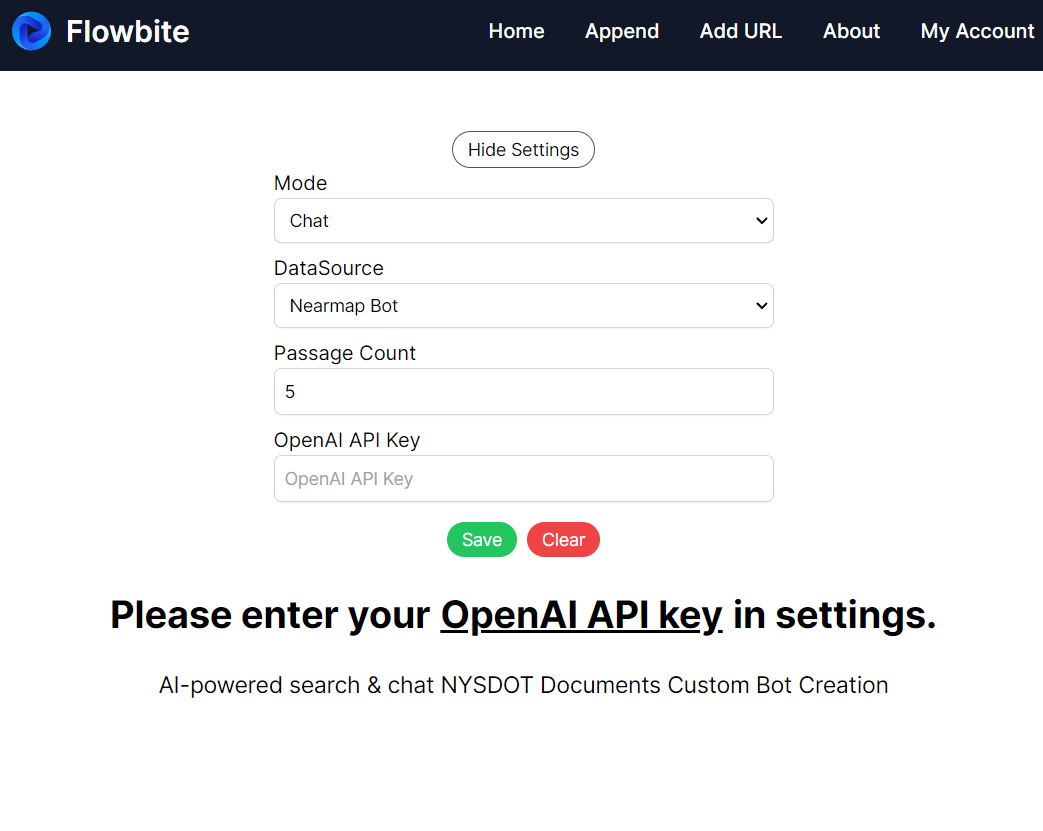 Flowbite Home Append Add URL About My Account
Hide Settings
Mode
Chat
DataSource
Nearmap Bot
Passage Count
5
OpenAI API Key
OpenAI API Key
Save Clear
Please enter your OpenAI API key in settings.
AI-powered search & chat NYSDOT Documents Custom Bot Creation